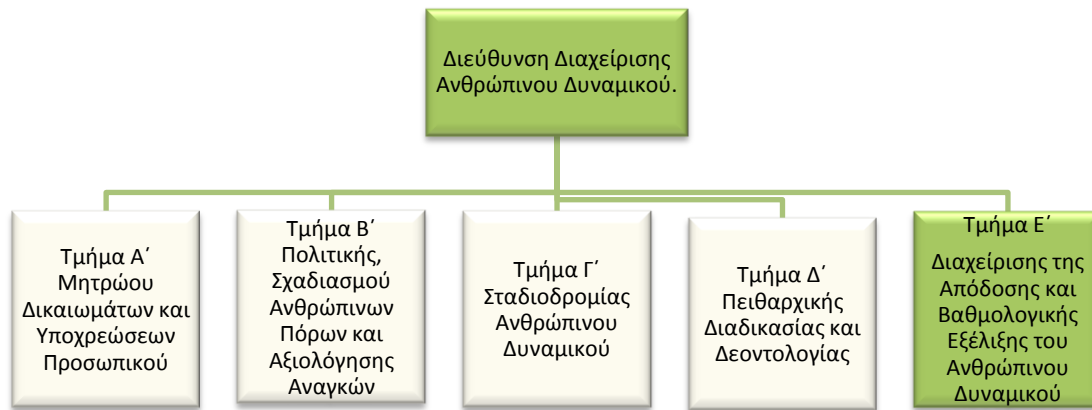 Διεύθυνση Διαχείρισης
Ανθρώπινου Δυναμικού.
Τμήμα Α΄
Μητρώου
Δικαιωμάτων και
Υποχρεώσεων
Προσωπικού
Τμήμα Β΄
Πολιτικής,
Σχαδιασμού
Ανθρώπινων
Πόρων και
Αξιολόγησης
Αναγκών
Τμήμα Γ΄
Σταδιοδρομίας
Ανθρώπινου
Δυναμικού
Τμήμα Δ΄
Πειθαρχικής
Διαδικασίας και
Δεοντολογίας
Τμήμα Ε΄
Διαχείρισης της
Απόδοσης και
Βαθμολογικής
Εξέλιξης του
Ανθρώπινου
Δυναμικού